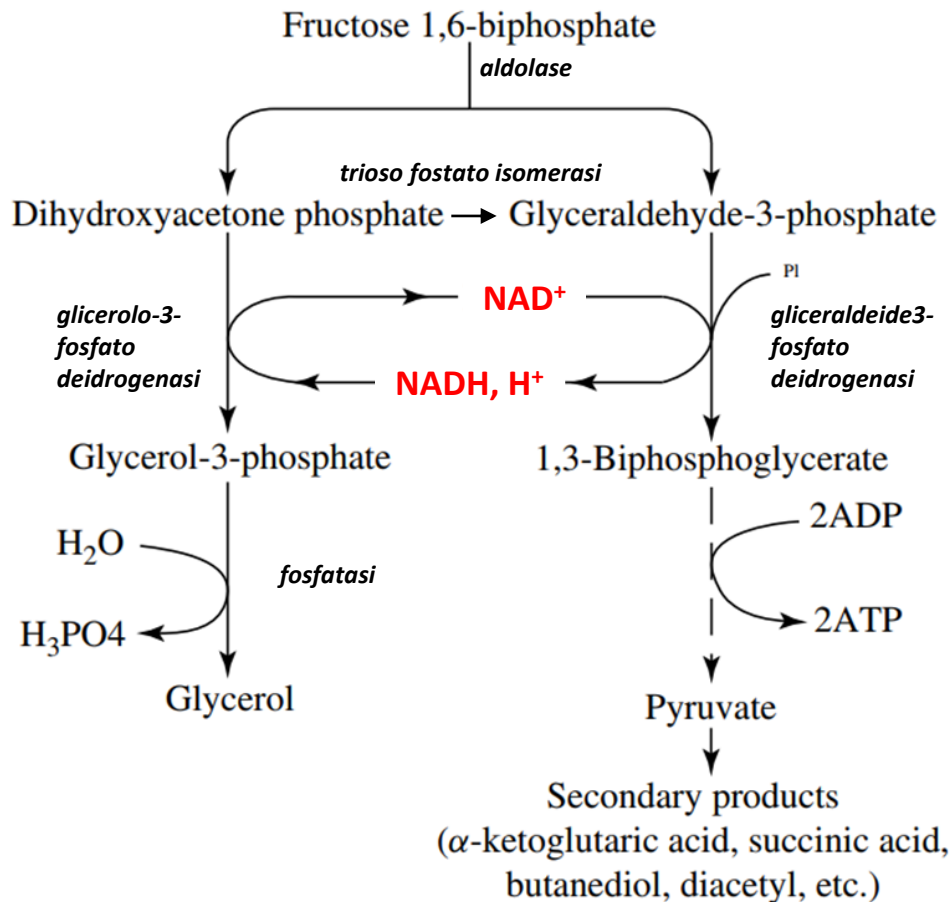 Fructose 1,6-biphosphate
aldolase
trioso fostato isomerasi
Dihydroxyacetone phosphate
Glyceraldehyde-3-phosphate
Pl
NAD⁺
glicerolo-3-
fosfato
deidrogenasi
gliceraldeide3-
fosfato
deidrogenasi
NADH, H⁺
Glycerol-3-phosphate
1,3-Biphosphoglycerate
2ADP
H₂O
fosfatasi
H₃PO4
2ATP
Glycerol
Pyruvate
Secondary products
(α-ketoglutaric acid, succinic acid,
butanediol, diacetyl, etc.)